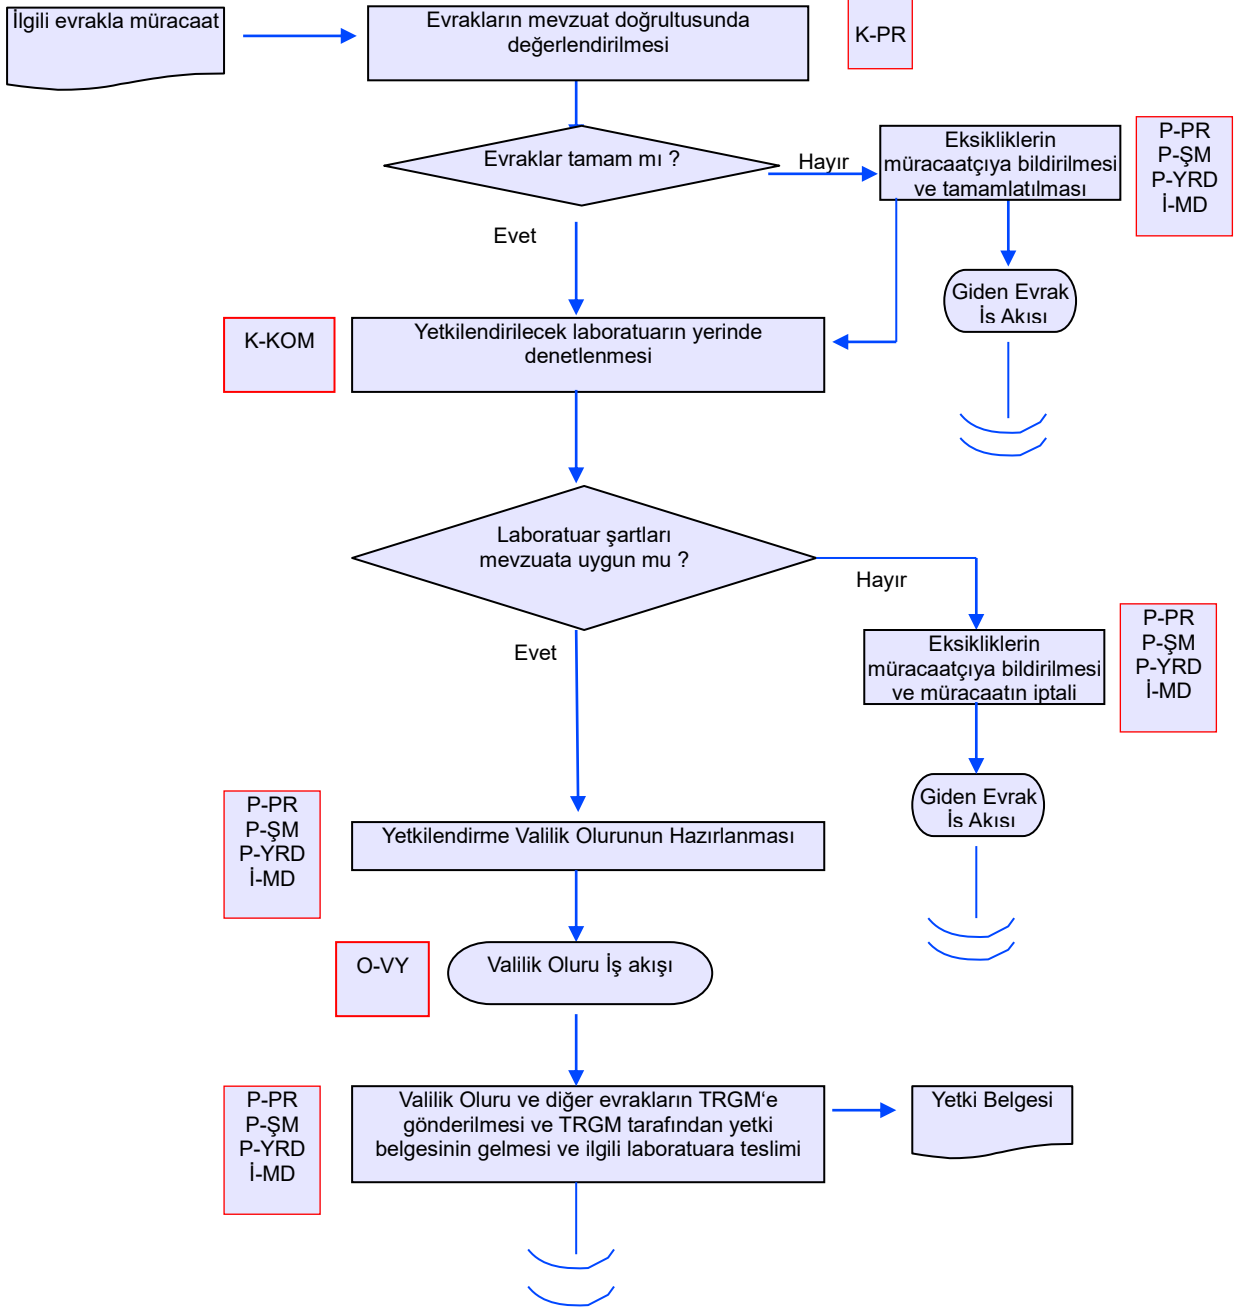 İlgili evrakla müracaat
Evrakların mevzuat doğrultusunda
değerlendirilmesi
K-PR
Evraklar tamam mı ?
Hayır
Eksikliklerin
müracaatçıya bildirilmesi
ve tamamlatılması
P-PR
P-ŞM
P-YRD
İ-MD
Evet
Giden Evrak
İş Akışı
K-KOM
Yetkilendirilecek laboratuarın yerinde
denetlenmesi
Laboratuar şartları
mevzuata uygun mu ?
Hayır
Evet
Eksikliklerin
müracaatçıya bildirilmesi
ve müracaatın iptali
P-PR
P-ŞM
P-YRD
İ-MD
Giden Evrak
İş Akışı
P-PR
P-ŞM
P-YRD
İ-MD
Yetkilendirme Valilik Olurunun Hazırlanması
O-VY
Valilik Oluru İş akışı
P-PR
P-ŞM
P-YRD
İ-MD
Valilik Oluru ve diğer evrakların TRGM‘e
gönderilmesi ve TRGM tarafından yetki
belgesinin gelmesi ve ilgili laboratuara teslimi
Yetki Belgesi